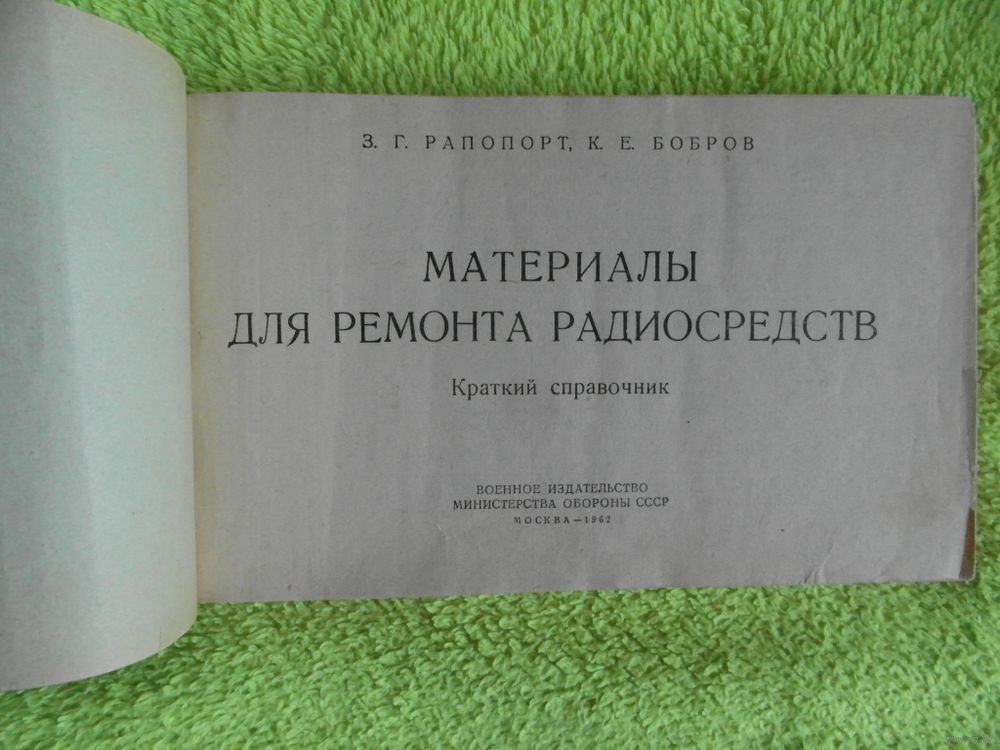 З. Г. РАПОПОРТ, К. Е. БОБРОВ
МАТЕРИАЛЫ
ДЛЯ РЕМОНТА РАДИОСРЕДСТВ
Краткий справочник
ВОЕННОЕ ИЗДАТЕЛЬСТВО
МИНИСТЕРСТВА ОБОРОНЫ СССР
МОСКВА—1962